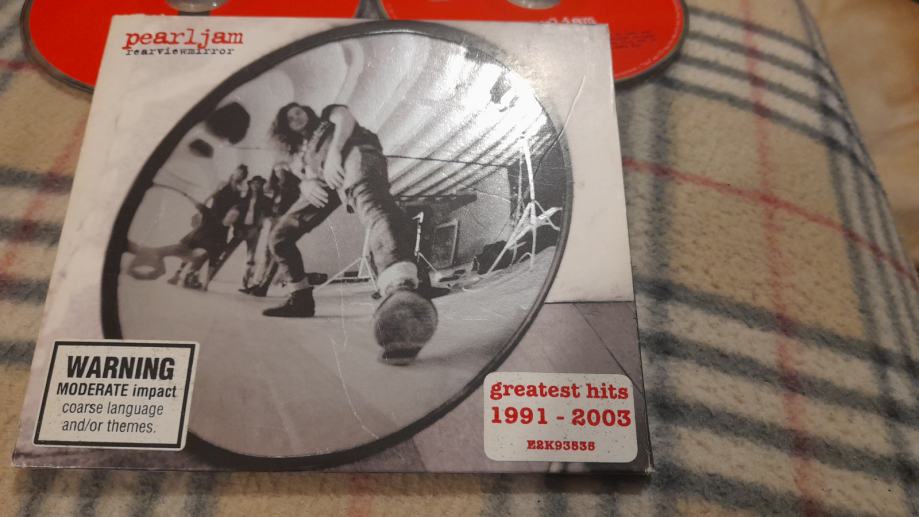 pearljam
rearviewmirror
WARNING
MODERATE impact
coarse language
and/or themes.
greatest hits
1991 - 2003
E2K93535